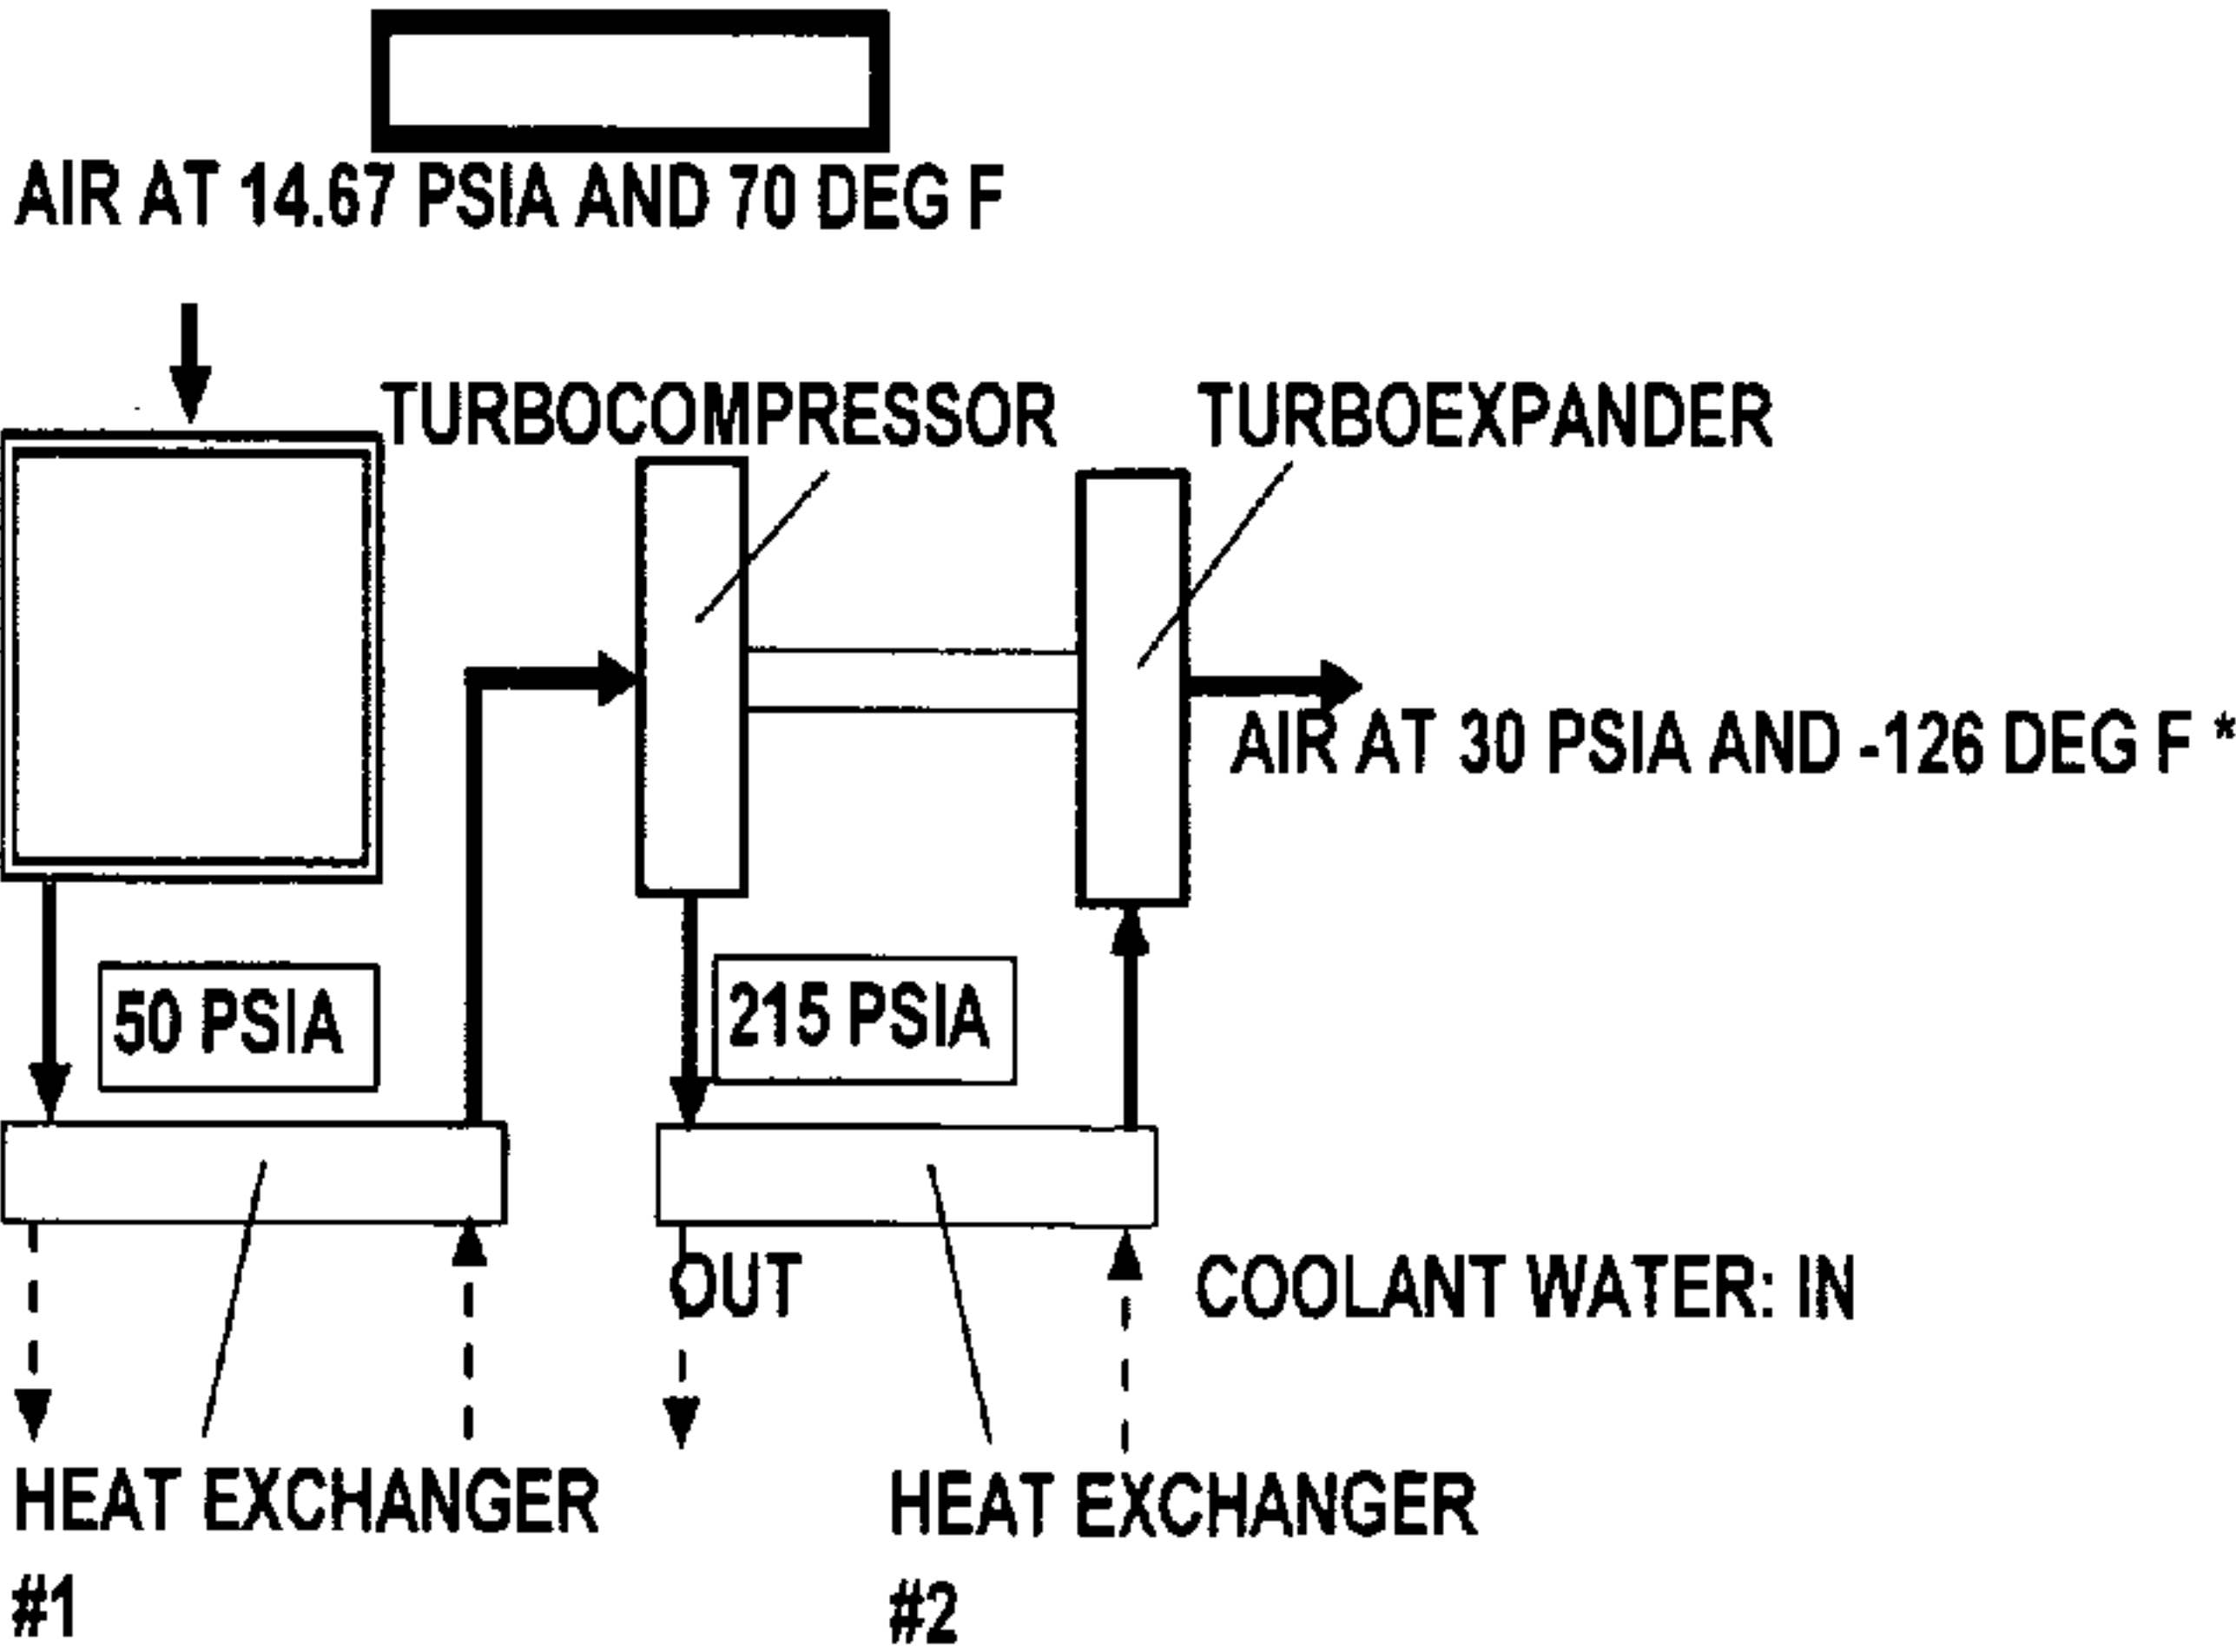 AIR AT 14.67 PSIA AND 70 DEG F
TURBOCOMPRESSOR
TURBOEXPANDER
AIR AT 30 PSIA AND -126 DEG F *
50 PSIA
215 PSIA
OUT
COOLANT WATER: IN
HEAT EXCHANGER
#1
HEAT EXCHANGER
#2